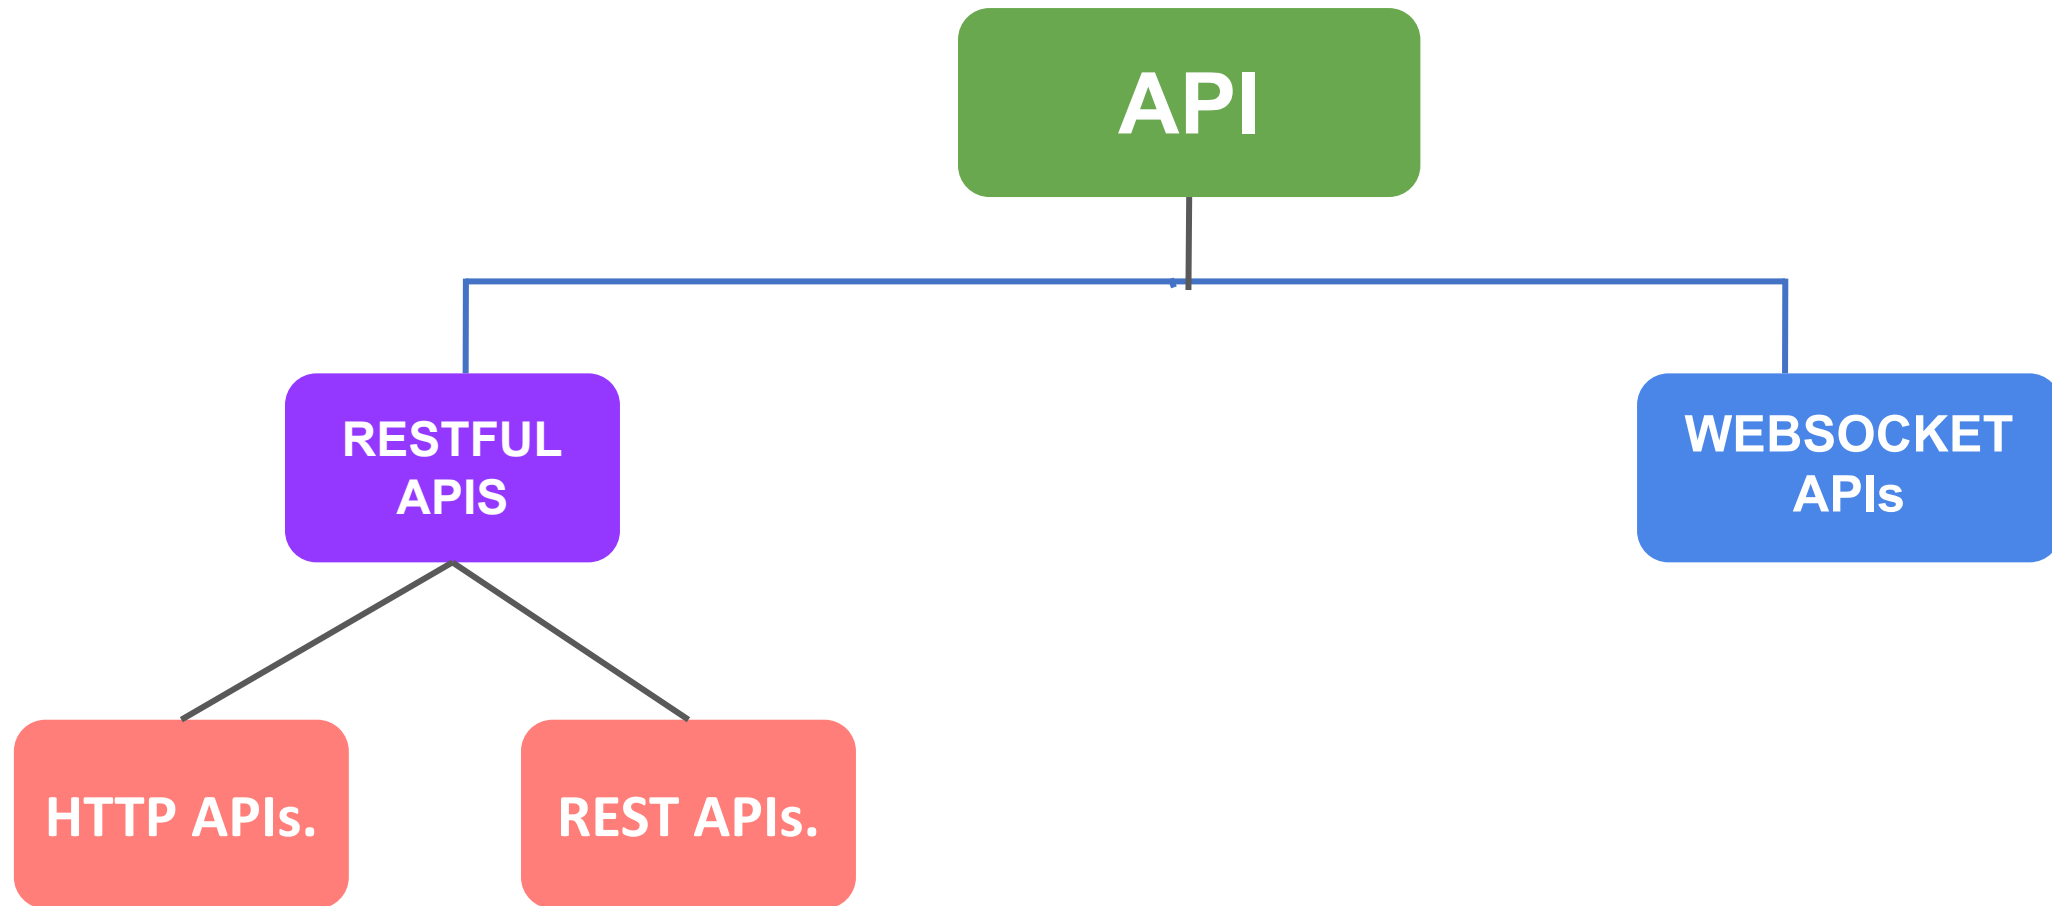 API
RESTFUL
APIS
WEBSOCKET
APIs
HTTP APIs.
REST APIs.